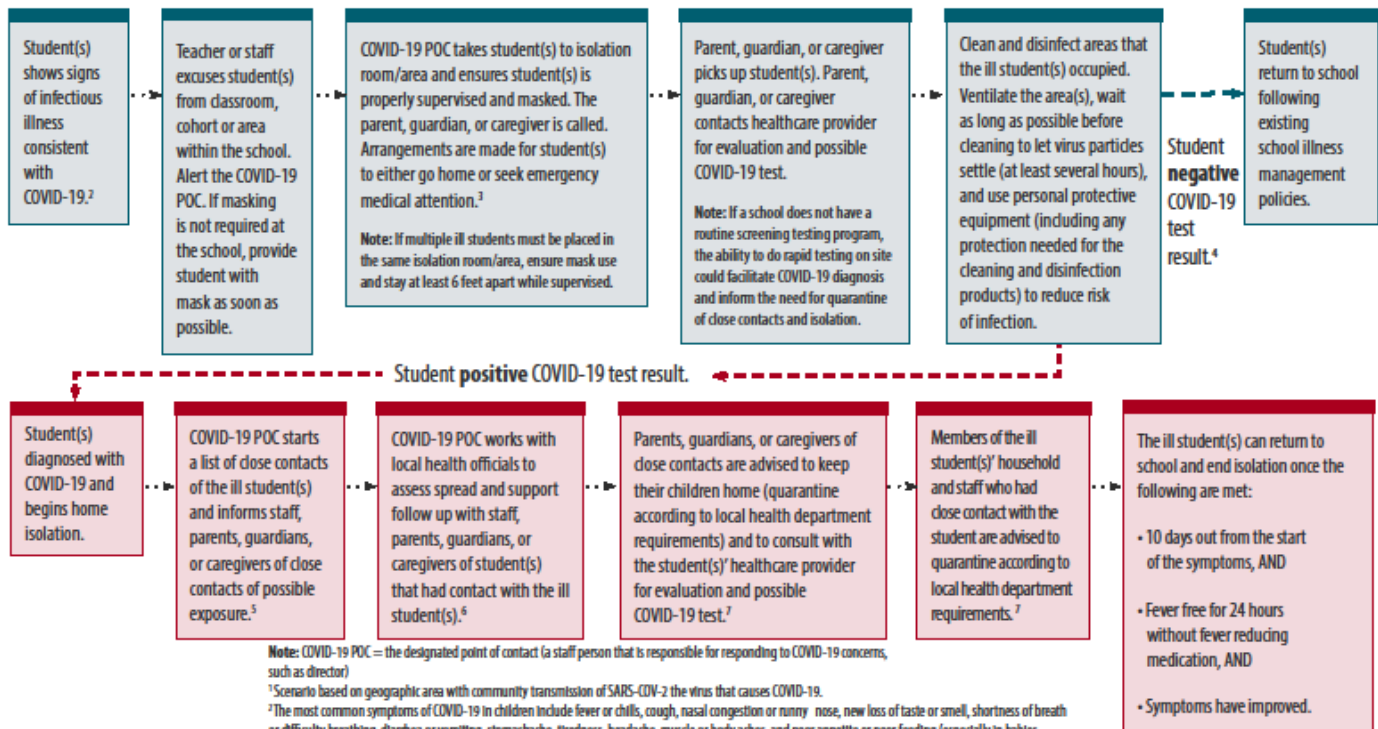 Student(s)
shows signs
of infectious
illness
consistent
with
COVID-19.²
Teacher or staff
excuses student(s)
from classroom,
cohort or area
within the school.
Alert the COVID-19
POC. If masking
is not required at
the school, provide
student with
mask as soon as
possible.
COVID-19 POC takes student(s) to isolation
room/area and ensures student(s) is
properly supervised and masked. The
parent, guardian, or caregiver is called.
Arrangements are made for student(s)
to either go home or seek emergency
medical attention.³
Note: If multiple ill students must be placed in
the same isolation room/area, ensure mask use
and stay at least 6 feet apart while supervised.
Parent, guardian, or caregiver
picks up student(s). Parent,
guardian, or caregiver
contacts healthcare provider
for evaluation and possible
COVID-19 test.
Note: If a school does not have a
routine screening testing program,
the ability to do rapid testing on site
could facilitate COVID-19 diagnosis
and inform the need for quarantine
of close contacts and isolation.
Clean and disinfect areas that
the ill student(s) occupied.
Ventilate the area(s), wait
as long as possible before
cleaning to let virus particles
settle (at least several hours),
and use personal protective
equipment (including any
protection needed for the
cleaning and disinfection
products) to reduce risk
of infection.
Student
negative
COVID-19
test
result.⁴
Student(s)
return to school
following
existing
school illness
management
policies.
Student positive COVID-19 test result.
Student(s)
diagnosed with
COVID-19 and
begins home
isolation.
COVID-19 POC starts
a list of close contacts
of the ill student(s)
and informs staff,
parents, guardians,
or caregivers of close
contacts of possible
exposure.⁵
COVID-19 POC works with
local health officials to
assess spread and support
follow up with staff,
parents, guardians, or
caregivers of student(s)
that had contact with the ill
student(s).⁶
Parents, guardians, or caregivers of
close contacts are advised to keep
their children home (quarantine
according to local health department
requirements) and to consult with
the student(s)' healthcare provider
for evaluation and possible
COVID-19 test.⁷
Members of the ill
student(s)' household
and staff who had
close contact with the
student are advised to
quarantine according to
local health department
requirements. ⁷
The ill student(s) can return to
school and end isolation once the
following are met:
• 10 days out from the start
of the symptoms, AND
• Fever free for 24 hours
without fever reducing
medication, AND
• Symptoms have improved.
Note: COVID-19 POC = the designated point of contact (a staff person that is responsible for responding to COVID-19 concerns,
such as director)
¹Scenario based on geographic area with community transmission of SARS-COV-2 the virus that causes COVID-19.
²The most common symptoms of COVID-19 in children include fever or chills, cough, nasal congestion or runny nose, new loss of taste or smell, shortness of breath
or difficulty breathing, diarrhea or vomiting, stomachache, tiredness, headache, muscle or body aches, and poor appetite or poor feeding (especially in babies